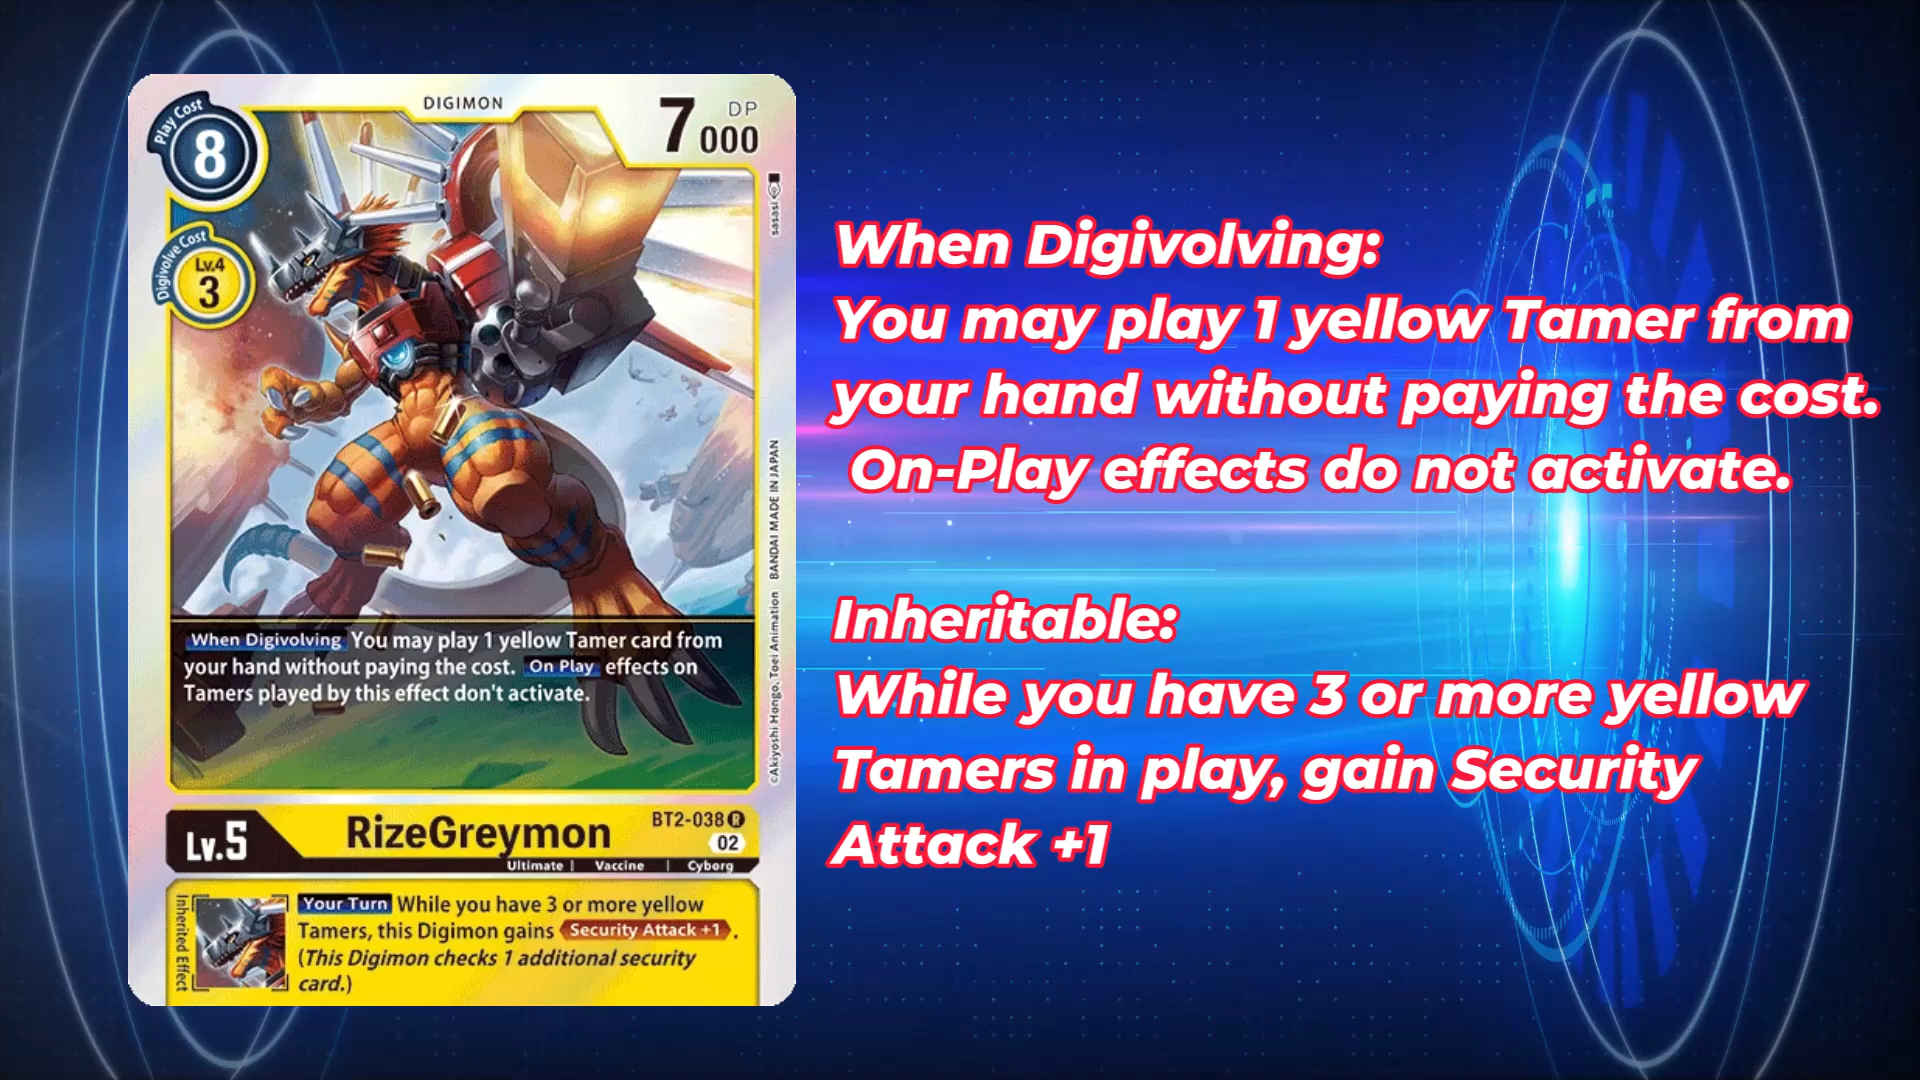 Play Cost
8
DIGIMON
7000
DP
Digivolve Cost
Lv.4
3
sasasi
©Akiyoshi Hongo, Toei Animation BANDAI MADE IN JAPAN
When Digivolving You may play 1 yellow Tamer card from
your hand without paying the cost. On Play effects on
Tamers played by this effect don't activate.
Lv.5
RizeGreymon
BT2-038 R
02
Ultimate | Vaccine | Cyborg
Inherited Effect
Your Turn While you have 3 or more yellow
Tamers, this Digimon gains Security Attack +1.
(This Digimon checks 1 additional security
card.)
When Digivolving:
You may play 1 yellow Tamer from
your hand without paying the cost.
On-Play effects do not activate.
Inheritable:
While you have 3 or more yellow
Tamers in play, gain Security
Attack +1